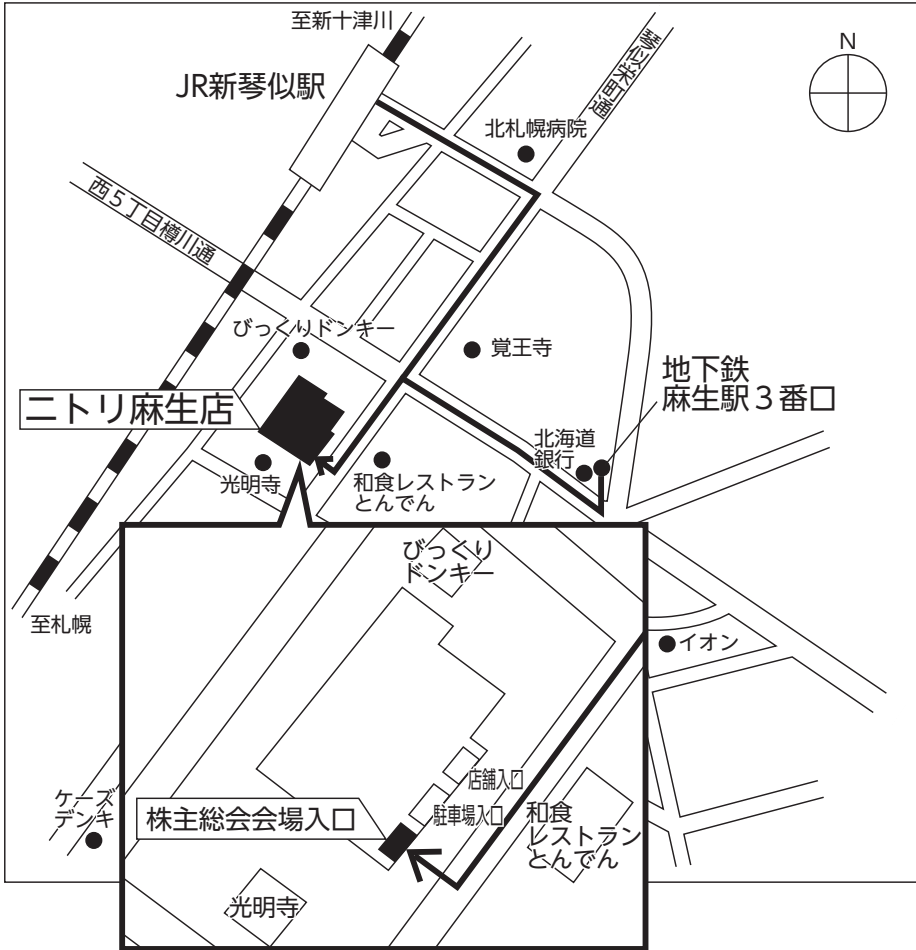 至新十津川
JR新琴似駅
琴似栄町通
N
北札幌病院
西5丁目樽川通
びっくりドンキー
覚王寺
地下鉄
麻生駅3番口
ニトリ麻生店
北海道
銀行
光明寺
和食レストラン
とんでん
至札幌
びっくり
ドンキー
イオン
店舗入口
駐車場入口
ケーズ
デンキ
株主総会会場入口
和食
レストラン
とんでん
光明寺